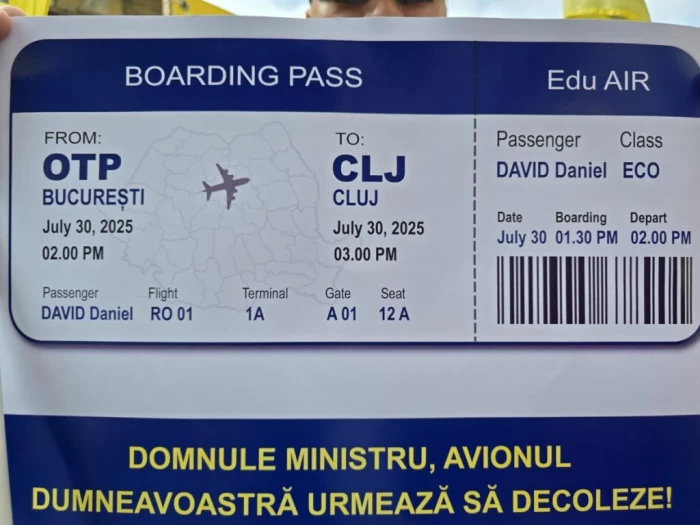 BOARDING PASS
Edu AIR
FROM:
OTP
BUCUREȘTI
July 30, 2025
02.00 PM
TO:
CLJ
CLUJ
July 30, 2025
03.00 PM
Passenger Flight Terminal Gate Seat
DAVID Daniel RO 01 1A A 01 12 A
Passenger Class
DAVID Daniel ECO
Date Boarding Depart
July 30 01.30 PM 02.00 PM
DOMNULE MINISTRU, AVIONUL
DUMNEAVOASTRĂ URMEAZĂ SĂ DECOLEZE!